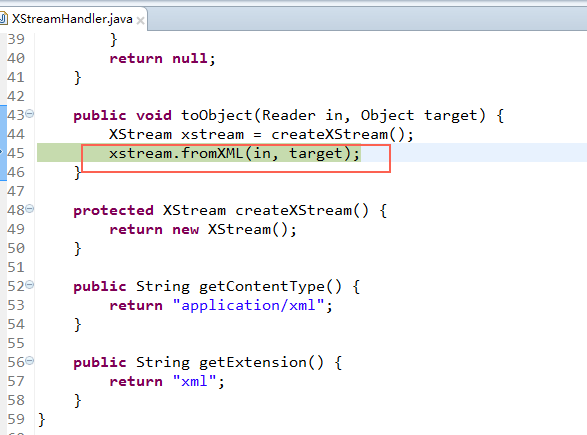 XStreamHandler.java
39 }
40 return null;
41 }
42
43 public void toObject(Reader in, Object target) {
44 XStream xstream = createXStream();
45 xstream.fromXML(in, target);
46 }
47
48 protected XStream createXStream() {
49 return new XStream();
50 }
51
52 public String getContentType() {
53 return "application/xml";
54 }
55
56 public String getExtension() {
57 return "xml";
58 }
59 }